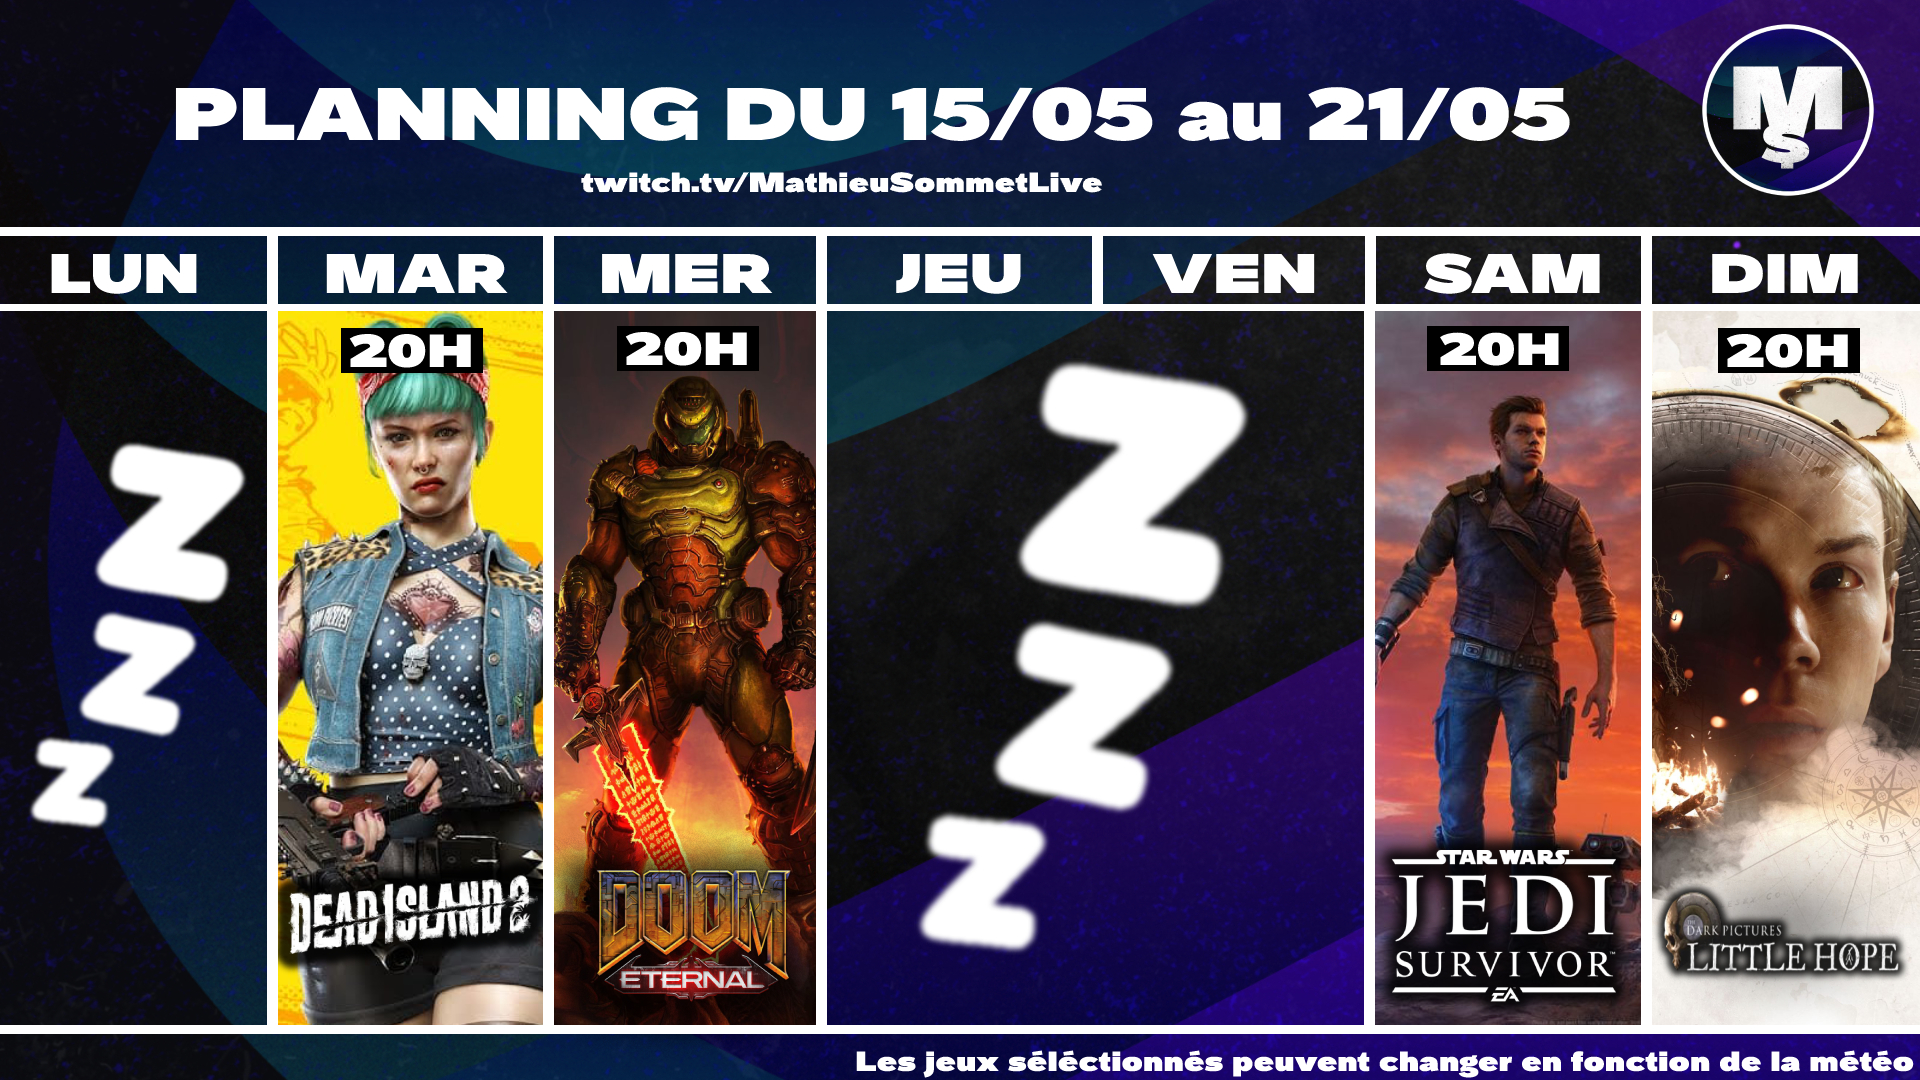 PLANNING DU 15/05 au 21/05
twitch.tv/MathieuSommetLive
MS
LUN
MAR
MER
JEU
VEN
SAM
DIM
20H
20H
20H
20H
Z
Z
Z
Z
Z
Z
DEAD ISLAND 2
DOOM
ETERNAL
STAR WARS
JEDI
SURVIVOR
EA
THE
DARK PICTURES
LITTLE HOPE
Les jeux séléctionnés peuvent changer en fonction de la météo